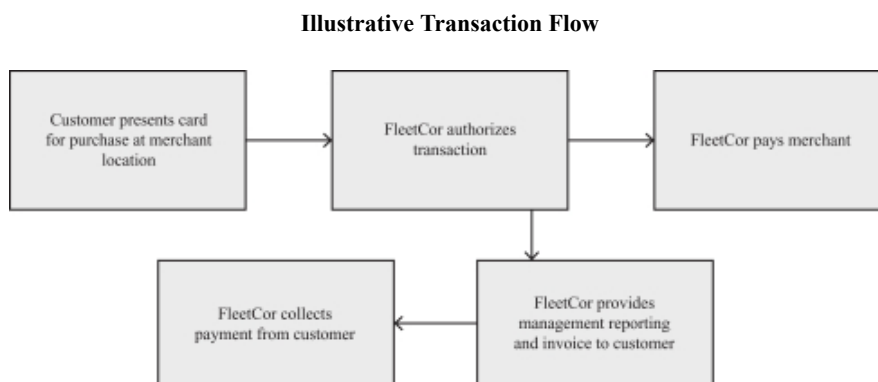 Illustrative Transaction Flow
Customer presents card
for purchase at merchant
location
FleetCor authorizes
transaction
FleetCor pays merchant
FleetCor collects
payment from customer
FleetCor provides
management reporting
and invoice to customer